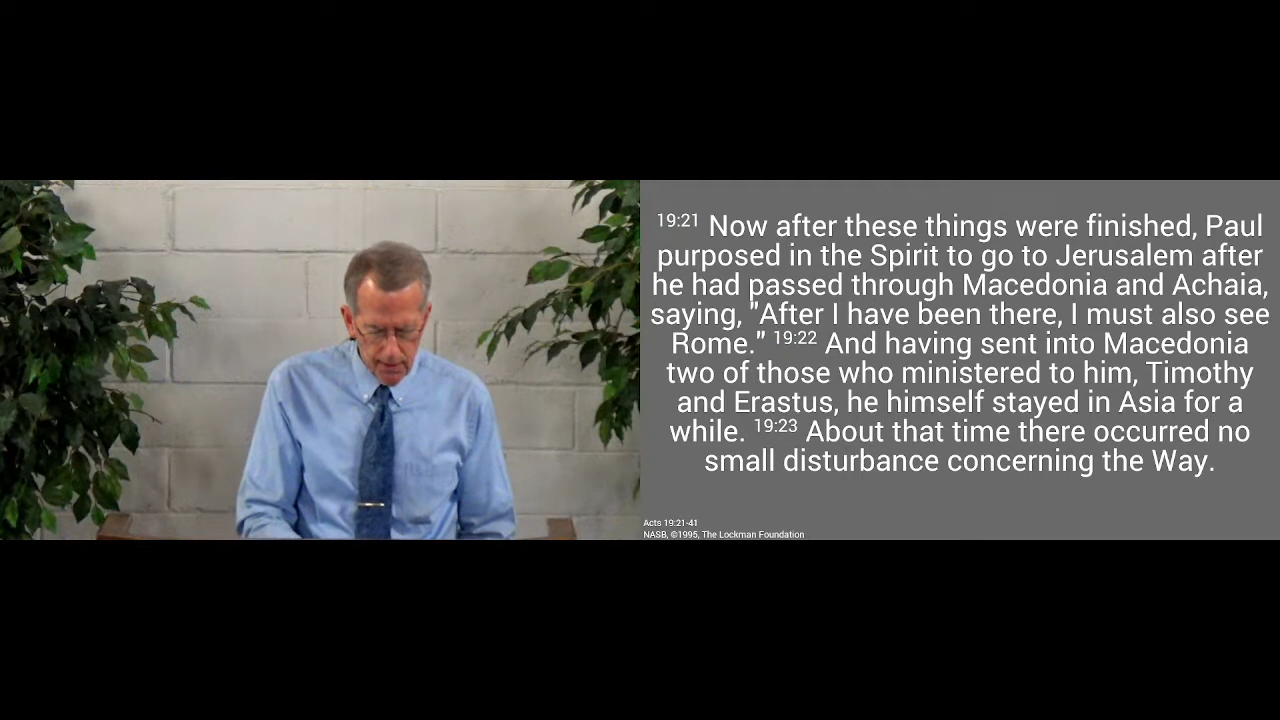 19:21 Now after these things were finished, Paul
purposed in the Spirit to go to Jerusalem after
he had passed through Macedonia and Achaia,
saying, "After I have been there, I must also see
Rome." 19:22 And having sent into Macedonia
two of those who ministered to him, Timothy
and Erastus, he himself stayed in Asia for a
while. 19:23 About that time there occurred no
small disturbance concerning the Way.
Acts 19:21-41
NASB, ©1995, The Lockman Foundation